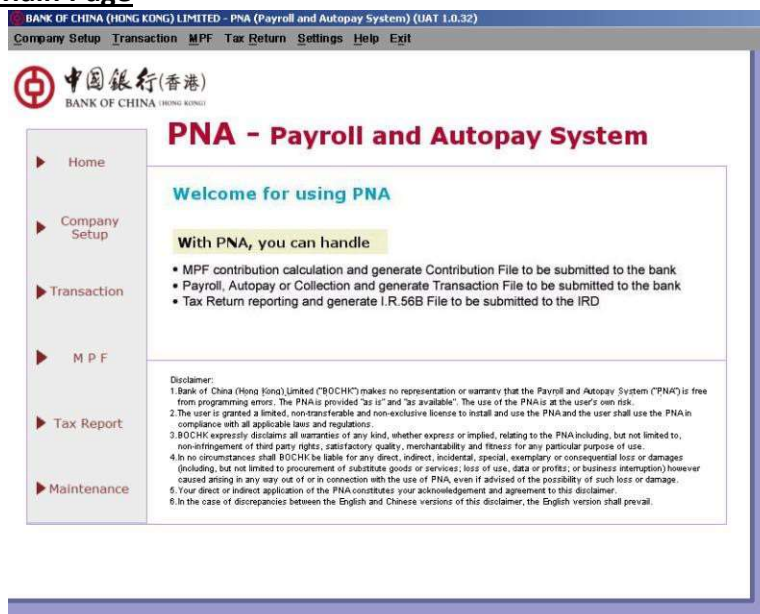 Main Page
BANK OF CHINA (HONG KONG) LIMITED - PNA (Payroll and Autopay System) (UAT 1.0.32)
Company Setup Transaction MPF Tax Return Settings Help Exit
中国銀行(香港)
BANK OF CHINA (HONG KONG)
PNA - Payroll and Autopay System
Home
Company
Setup
Transaction
M P F
Tax Report
Maintenance
Welcome for using PNA
With PNA, you can handle
• MPF contribution calculation and generate Contribution File to be submitted to the bank
• Payroll, Autopay or Collection and generate Transaction File to be submitted to the bank
• Tax Return reporting and generate I.R.56B File to be submitted to the IRD
Disclaimer:
1.Bank of China (Hong Kong) Limited ("BOCHK") makes no representation or warranty that the Payroll and Autopay System ("PNA") is free
from programming errors. The PNA is provided "as is" and "as available". The use of the PNA is at the user's own risk.
2.The user is granted a limited, non-transferable and non-exclusive license to install and use the PNA and the user shall use the PNA in
compliance with all applicable laws and regulations.
3.BOCHK expressly disclaims all warranties of any kind, whether express or implied, relating to the PNA including, but not limited to,
non-infringement of third party rights, satisfactory quality, merchantability and fitness for any particular purpose of use.
4.In no circumstances shall BOCHK be liable for any direct, indirect, incidental, special, exemplary or consequential loss or damages
(including, but not limited to procurement of substitute goods or services; loss of use, data or profits; or business interruption) however
caused arising in any way out of or in connection with the use of PNA, even if advised of the possibility of such loss or damage.
5.Your direct or indirect application of the PNA constitutes your acknowledgement and agreement to this disclaimer.
6.In the case of discrepancies between the English and Chinese versions of this disclaimer, the English version shall prevail.